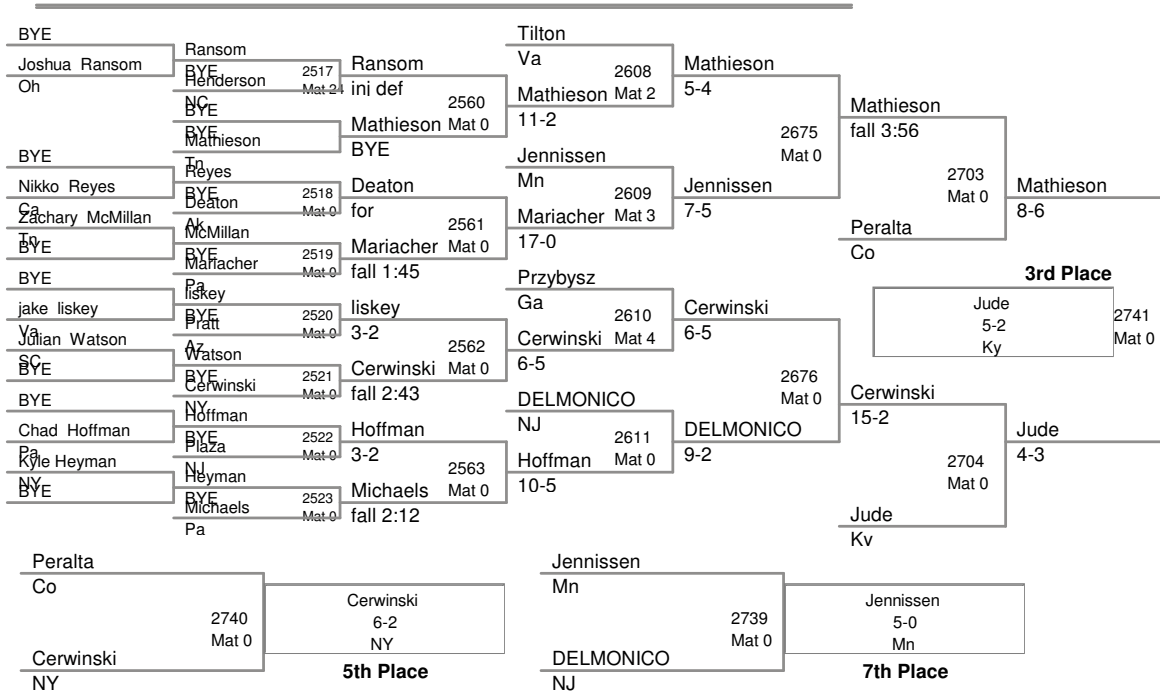 BYE
Joshua Ransom
Oh
BYE
Nikko Reyes
Ca
Zachary McMillan
Tn
BYE
BYE
jake liskey
Va
Julian Watson
SC
BYE
BYE
Chad Hoffman
Pa
Kyle Heyman
NY
BYE
Ransom
BYE
Henderson
NC
2517
Mat 24
BYE
BYE
Mathieson
Tn
Reyes
BYE
Deaton
Ak
2518
Mat 0
McMillan
BYE
Mariacher
Pa
2519
Mat 0
liskey
BYE
Pratt
Az
2520
Mat 0
Watson
BYE
Cerwinski
NY
2521
Mat 0
Hoffman
BYE
Plaza
NJ
2522
Mat 0
Heyman
BYE
Michaels
Pa
2523
Mat 0
Ransom
inj def
2560
Mat 0
Mathieson
BYE
Deaton
for
2561
Mat 0
Mariacher
fall 1:45
liskey
3-2
2562
Mat 0
Cerwinski
fall 2:43
Hoffman
3-2
2563
Mat 0
Michaels
fall 2:12
Tilton
Va
2608
Mat 2
Mathieson
11-2
Jennissen
Mn
2609
Mat 3
Mariacher
17-0
Przybysz
Ga
2610
Mat 4
Cerwinski
6-5
DELMONICO
NJ
2611
Mat 0
Hoffman
10-5
Mathieson
5-4
2675
Mat 0
Jennissen
7-5
Cerwinski
6-5
2676
Mat 0
DELMONICO
9-2
Mathieson
fall 3:56
2703
Mat 0
Peralta
Co
Cerwinski
15-2
2704
Mat 0
Jude
Ky
Mathieson
8-6
3rd Place
Jude
5-2
Ky
2741
Mat 0
Jude
4-3
Peralta
Co
2740
Mat 0
Cerwinski
NY
Cerwinski
6-2
NY
5th Place
Jennissen
Mn
2739
Mat 0
DELMONICO
NJ
Jennissen
5-0
Mn
7th Place